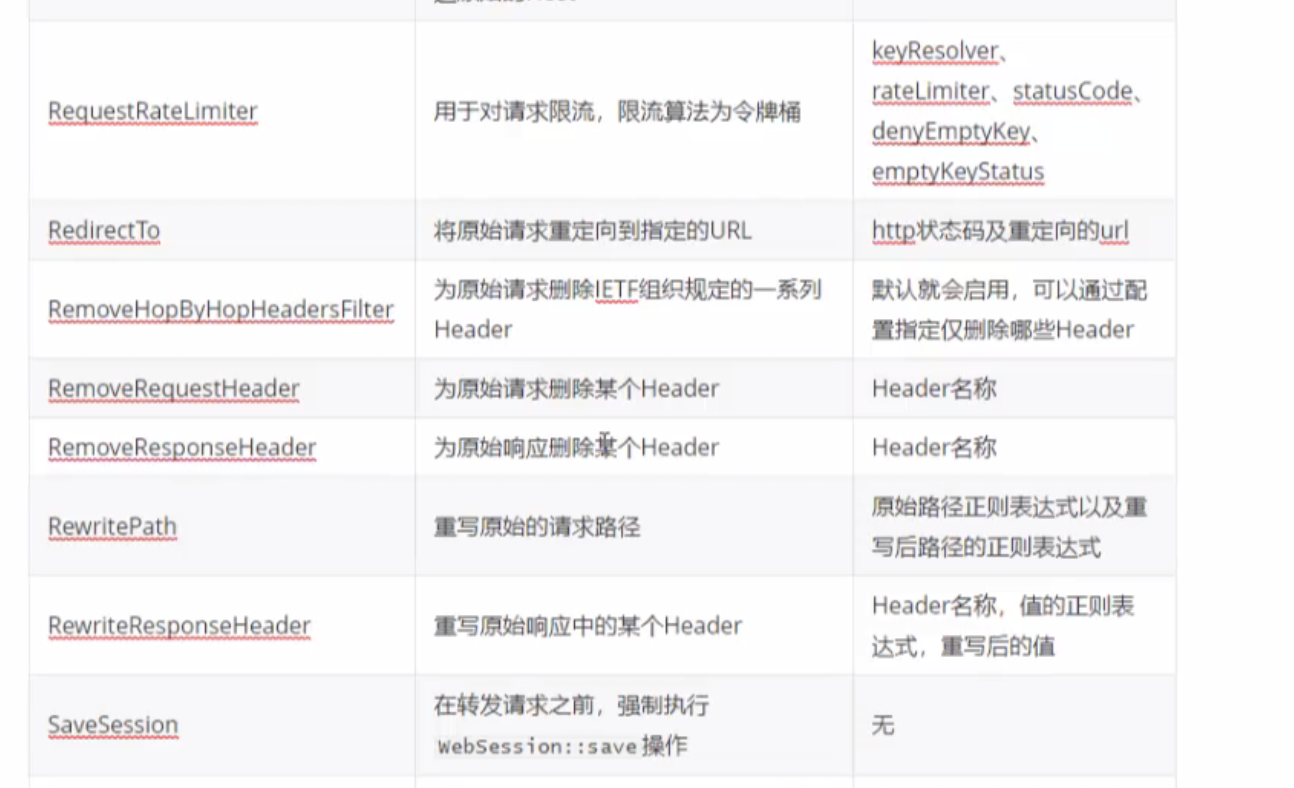 RequestRateLimiter
用于对请求限流，限流算法为令牌桶
keyResolver、
rateLimiter、statusCode、
denyEmptyKey、
emptyKeyStatus
RedirectTo
将原始请求重定向到指定的URL
http状态码及重定向的url
RemoveHopByHopHeadersFilter
为原始请求删除IETF组织规定的一系列
Header
默认就会启用，可以通过配
置指定仅删除哪些Header
RemoveRequestHeader
为原始请求删除某个Header
Header名称
RemoveResponseHeader
为原始响应删除某个Header
Header名称
RewritePath
重写原始的请求路径
原始路径正则表达式以及重
写后路径的正则表达式
RewriteResponseHeader
重写原始响应中的某个Header
Header名称，值的正则表
达式，重写后的值
SaveSession
在转发请求之前，强制执行
WebSession::save操作
无